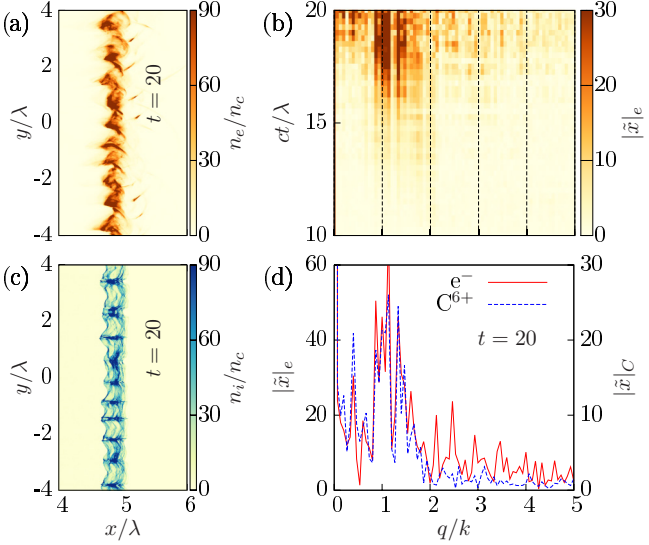 (a)
4
2
0
-2
-4
y/λ
t = 20
90
60
30
0
n_e/n_c
(b)
20
15
10
ct/λ
30
20
10
0
|x̃|_e
(c)
4
2
0
-2
-4
y/λ
4 5 6
x/λ
t = 20
90
60
30
0
n_i/n_c
(d)
60
40
20
0
|x̃|_e
e⁻
C⁶⁺
t = 20
30
20
10
0
|x̃|_C
0 1 2 3 4 5
q/k